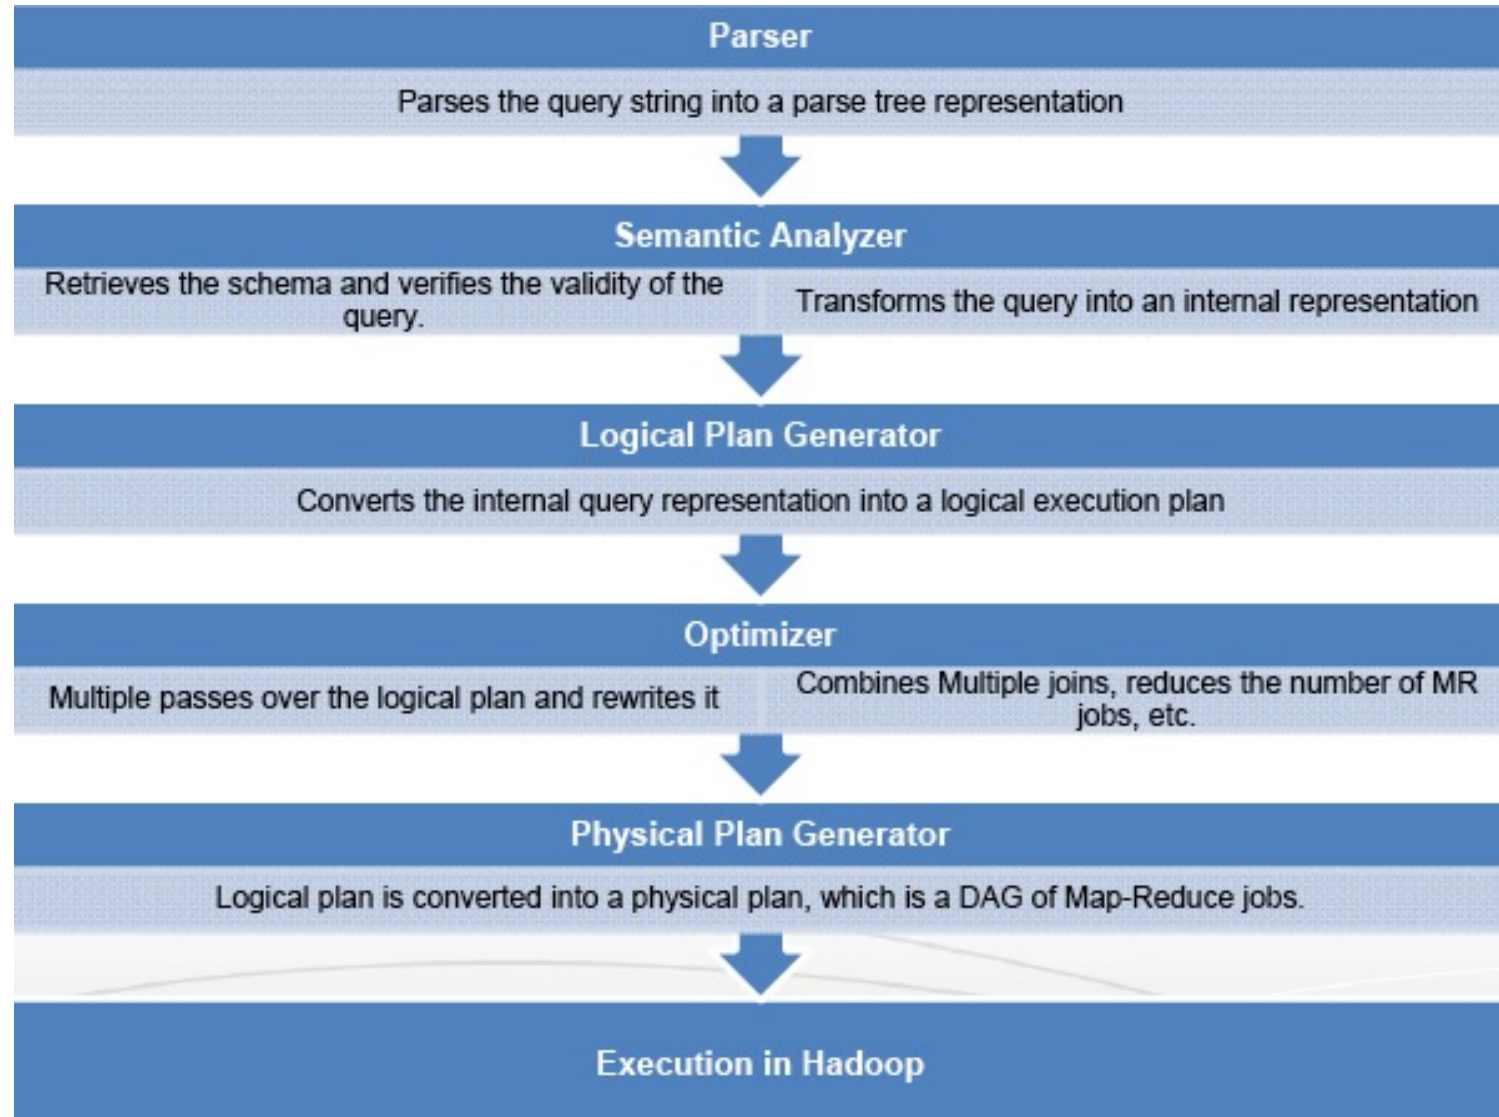 Parser
Parses the query string into a parse tree representation
Semantic Analyzer
Retrieves the schema and verifies the validity of the
query.
Transforms the query into an internal representation
Logical Plan Generator
Converts the internal query representation into a logical execution plan
Optimizer
Multiple passes over the logical plan and rewrites it
Combines Multiple joins, reduces the number of MR
jobs, etc.
Physical Plan Generator
Logical plan is converted into a physical plan, which is a DAG of Map-Reduce jobs.
Execution in Hadoop